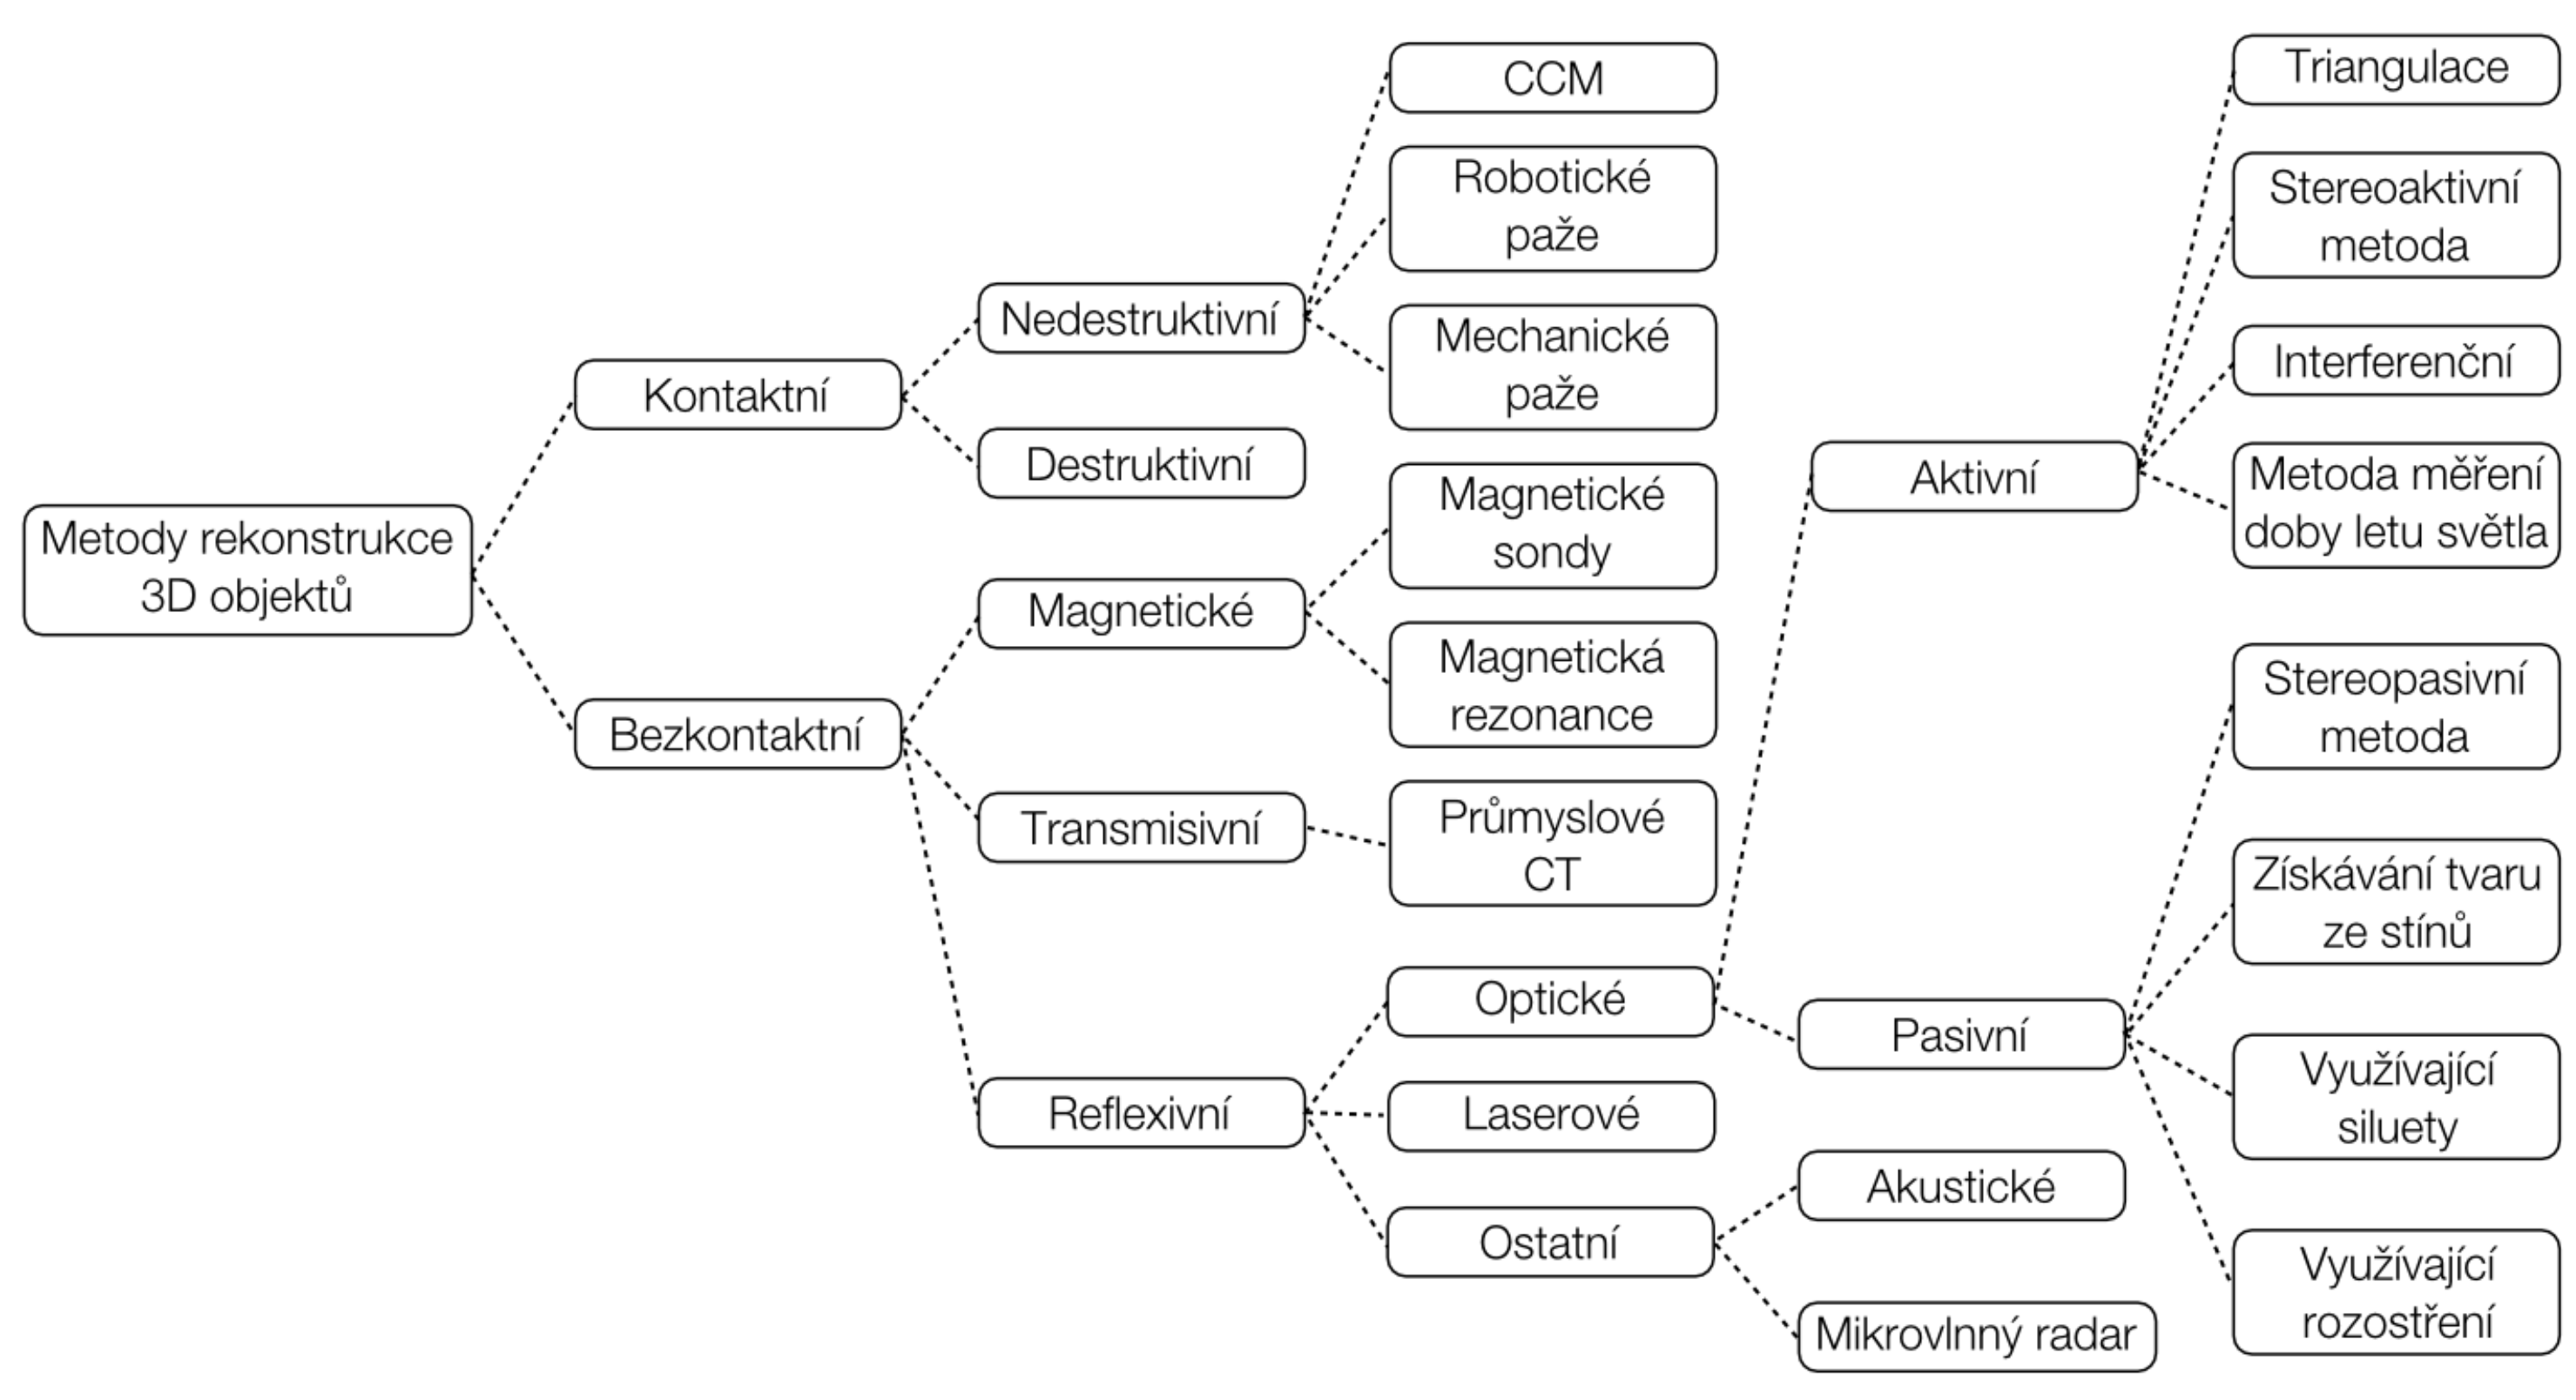 Metody rekonstrukce
3D objektů
Kontaktní
Bezkontaktní
Nedestruktivní
Destruktivní
Magnetické
Transmisivní
Reflexivní
CCM
Robotické
paže
Mechanické
paže
Magnetické
sondy
Magnetická
rezonance
Průmyslové
CT
Optické
Laserové
Ostatní
Aktivní
Pasivní
Akustické
Mikrovlnný radar
Triangulace
Stereoaktivní
metoda
Interferenční
Metoda měření
doby letu světla
Stereopasivní
metoda
Získávání tvaru
ze stínů
Využívající
siluety
Využívající
rozostření